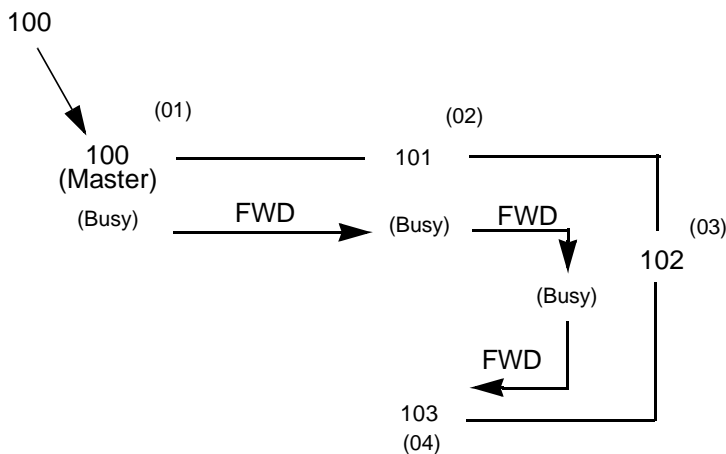 100
(01)
(02)
100
(Master)
101
(Busy)
FWD
(Busy)
FWD
(03)
102
(Busy)
FWD
103
(04)